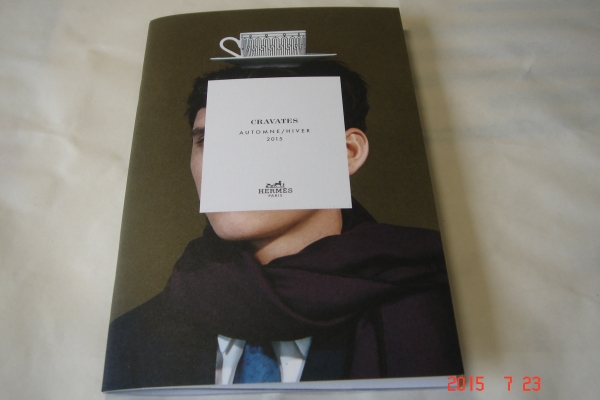 CRAVATES
AUTOMNE/HIVER
2015
HERMÈS
PARIS
2015 7 23